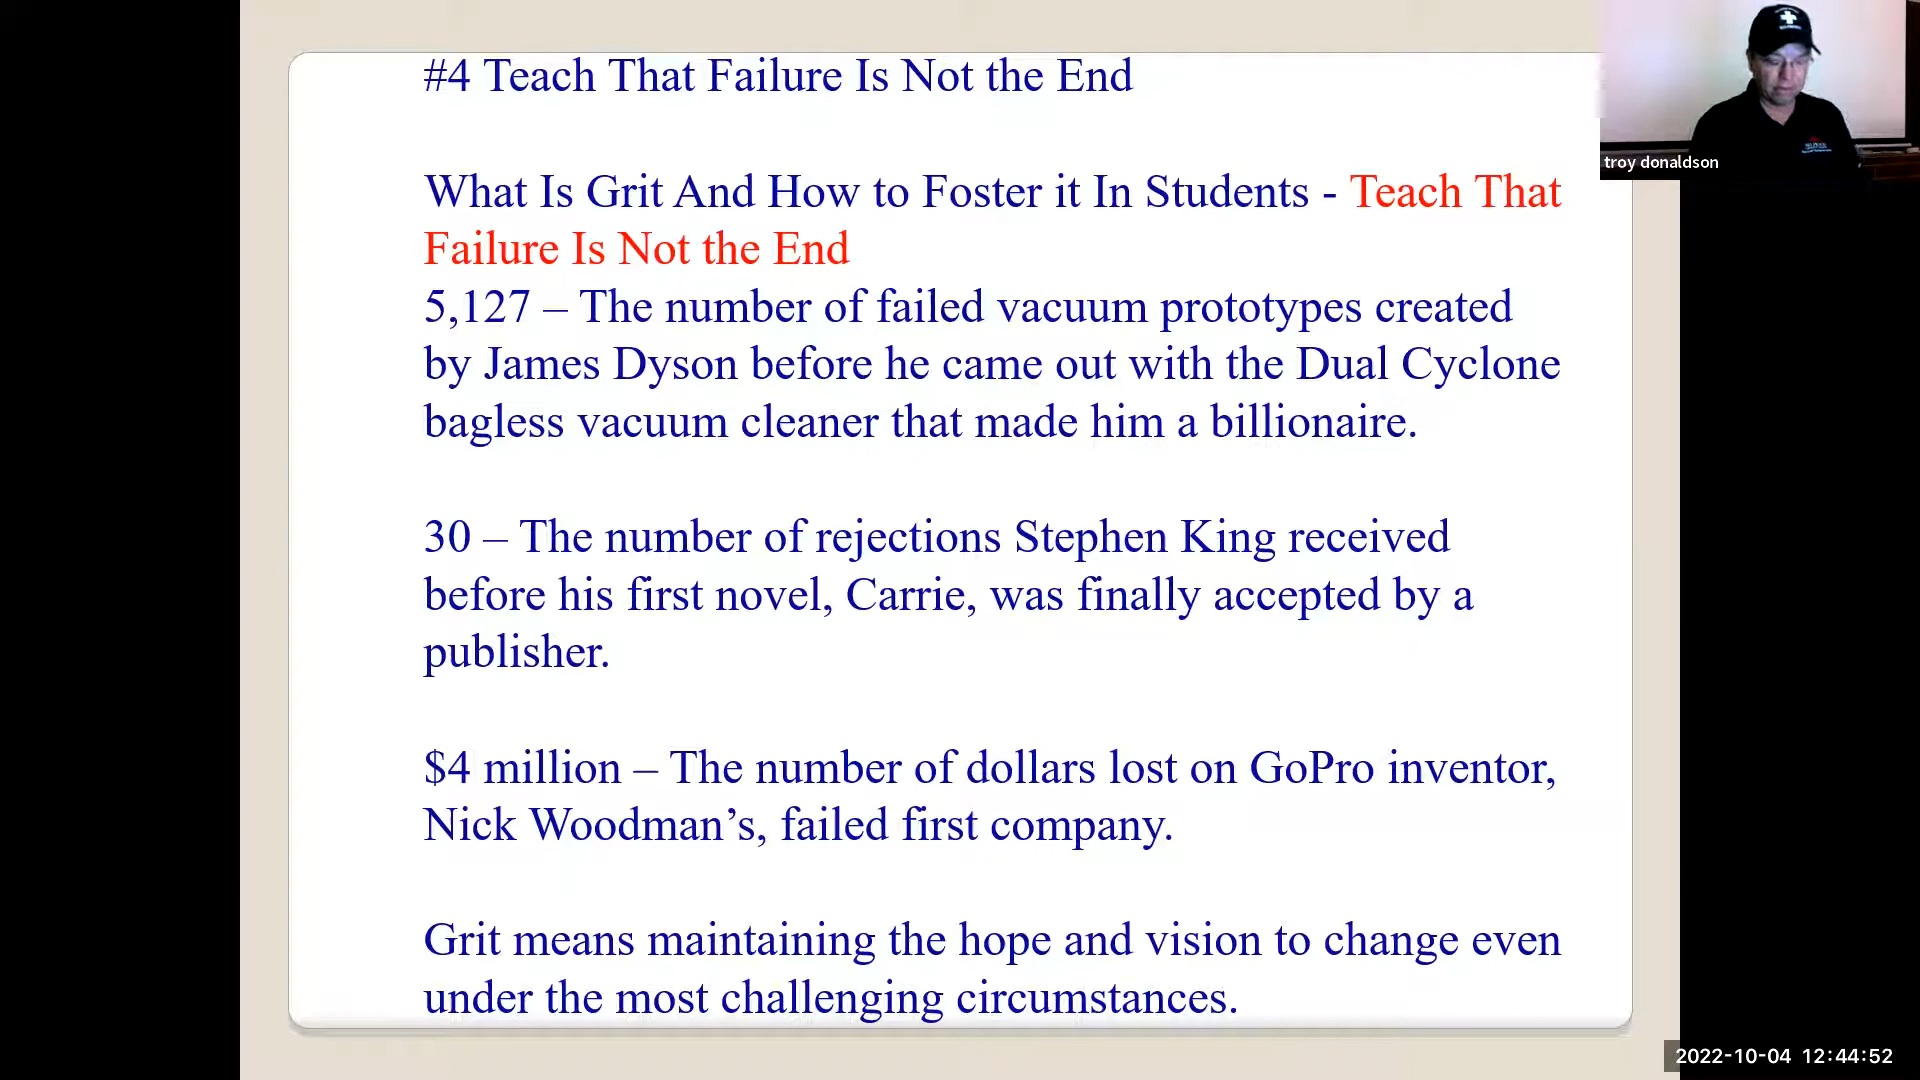 #4 Teach That Failure Is Not the End
What Is Grit And How to Foster it In Students - Teach That
Failure Is Not the End
5,127 – The number of failed vacuum prototypes created
by James Dyson before he came out with the Dual Cyclone
bagless vacuum cleaner that made him a billionaire.
30 – The number of rejections Stephen King received
before his first novel, Carrie, was finally accepted by a
publisher.
$4 million – The number of dollars lost on GoPro inventor,
Nick Woodman’s, failed first company.
Grit means maintaining the hope and vision to change even
under the most challenging circumstances.
troy donaldson
2022-10-04 12:44:52